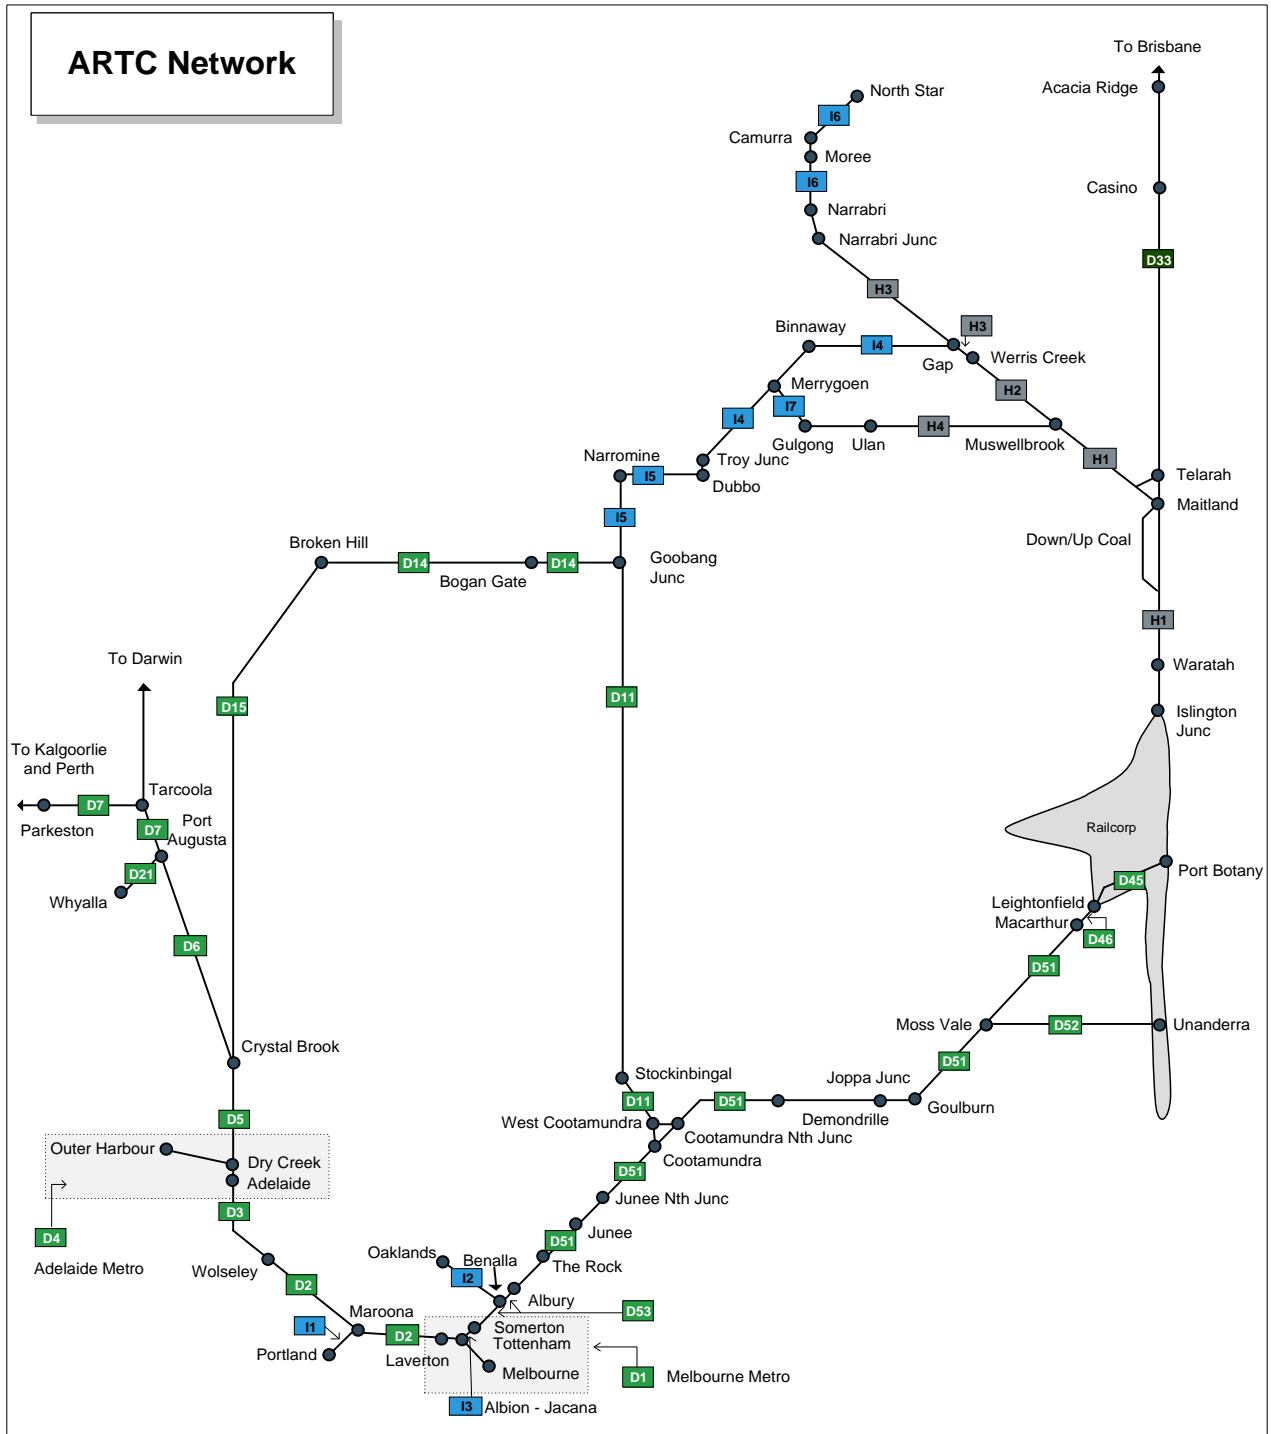 ARTC Network
To Brisbane
Acacia Ridge
North Star
I6
Camurra
Moree
I6
Casino
Narrabri
Narrabri Junc
D33
H3
H3
Binnaway
I4
Gap
Werris Creek
Merrygoen
H2
I7
I4
H4
Gulgong
Ulan
Muswellbrook
H1
Narromine
Troy Junc
I5
Dubbo
Telarah
Maitland
I5
Down/Up Coal
Broken Hill
D14
D14
Bogan Gate
Goobang
Junc
H1
To Darwin
Waratah
D11
D15
Islington
Junc
To Kalgoorlie
and Perth
Tarcoola
D7
Parkeston
D7
Port
Augusta
Railcorp
D21
Whyalla
Port Botany
D45
Leightonfield
Macarthur
D46
D6
D51
Moss Vale
D52
Unanderra
Crystal Brook
D51
Stockinbingal
Joppa Junc
D11
D51
Goulburn
Demondrille
D5
West Cootamundra
Cootamundra Nth Junc
Outer Harbour
Dry Creek
Cootamundra
Adelaide
D51
Junee Nth Junc
D3
D4
Junee
D51
Adelaide Metro
Oaklands
Benalla
The Rock
Wolseley
I2
D2
Albury
D53
Maroona
I1
D2
Somerton
Tottenham
Portland
Laverton
Melbourne
D1
Melbourne Metro
I3
Albion - Jacana